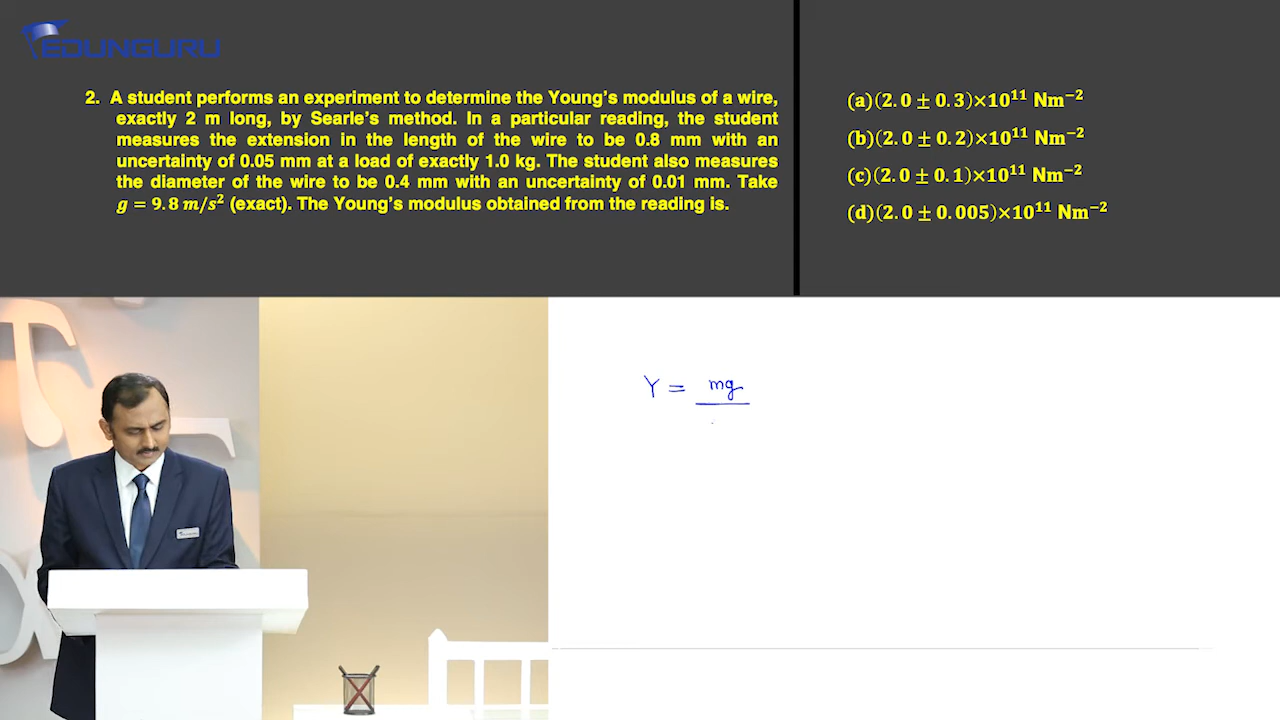 EDUNGURU
2. A student performs an experiment to determine the Young's modulus of a wire,
exactly 2 m long, by Searle's method. In a particular reading, the student
measures the extension in the length of the wire to be 0.8 mm with an
uncertainty of 0.05 mm at a load of exactly 1.0 kg. The student also measures
the diameter of the wire to be 0.4 mm with an uncertainty of 0.01 mm. Take
g = 9.8 m/s² (exact). The Young's modulus obtained from the reading is.
(a)(2.0 ± 0.3)×10¹¹ Nm⁻²
(b)(2.0 ± 0.2)×10¹¹ Nm⁻²
(c)(2.0 ± 0.1)×10¹¹ Nm⁻²
(d)(2.0 ± 0.005)×10¹¹ Nm⁻²
Y = mg